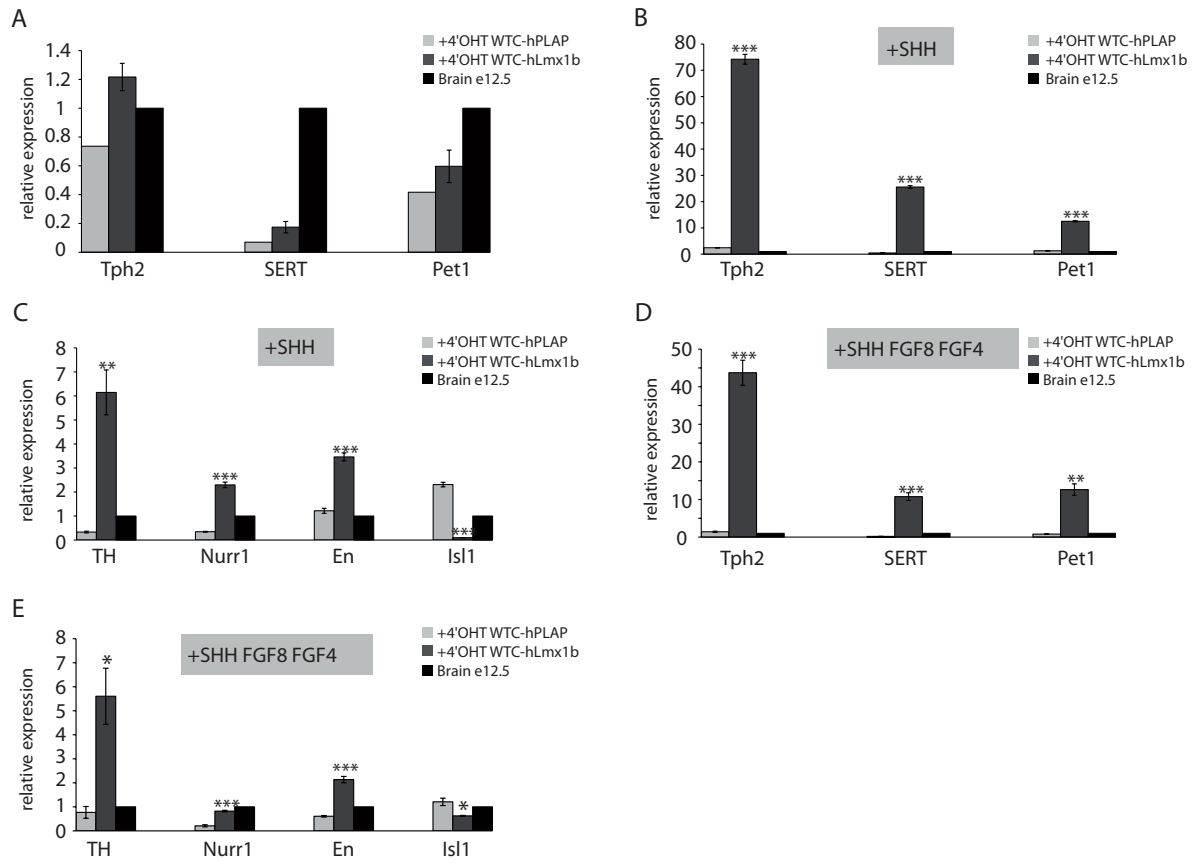 A
1.4
1.2
1
0.8
0.6
0.4
0.2
0
relative expression
Tph2 SERT Pet1
+4'OHT WTC-hPLAP
+4'OHT WTC-hLmx1b
Brain e12.5
B
80
70
60
50
40
30
20
10
0
relative expression
+SHH
***
***
***
Tph2 SERT Pet1
+4'OHT WTC-hPLAP
+4'OHT WTC-hLmx1b
Brain e12.5
C
8
7
6
5
4
3
2
1
0
relative expression
+SHH
**
***
***
***
TH Nurr1 En Isl1
+4'OHT WTC-hPLAP
+4'OHT WTC-hLmx1b
Brain e12.5
D
50
40
30
20
10
0
relative expression
+SHH FGF8 FGF4
***
***
**
Tph2 SERT Pet1
+4'OHT WTC-hPLAP
+4'OHT WTC-hLmx1b
Brain e12.5
E
8
7
6
5
4
3
2
1
0
relative expression
+SHH FGF8 FGF4
*
***
***
*
TH Nurr1 En Isl1
+4'OHT WTC-hPLAP
+4'OHT WTC-hLmx1b
Brain e12.5